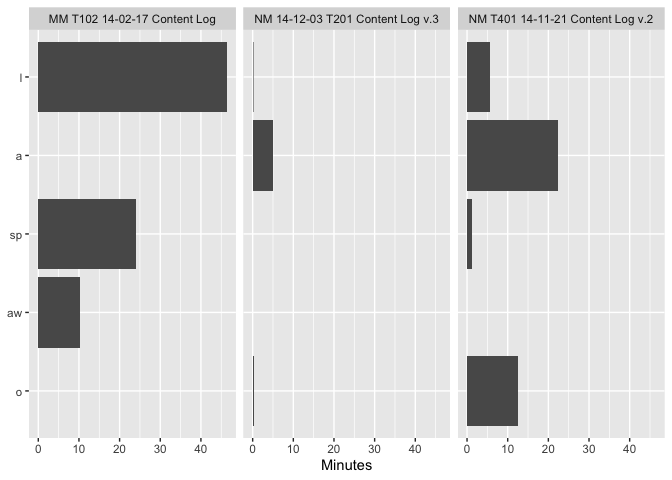 MM T102 14-02-17 Content Log
NM 14-12-03 T201 Content Log v.3
NM T401 14-11-21 Content Log v.2
l
a
sp
aw
o
0 10 20 30 40
0 10 20 30 40
0 10 20 30 40
Minutes